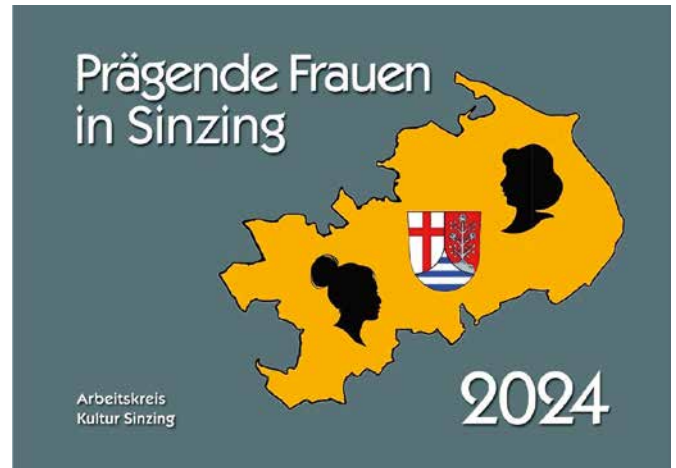 Prägende Frauen
in Sinzing
Arbeitskreis
Kultur Sinzing
2024